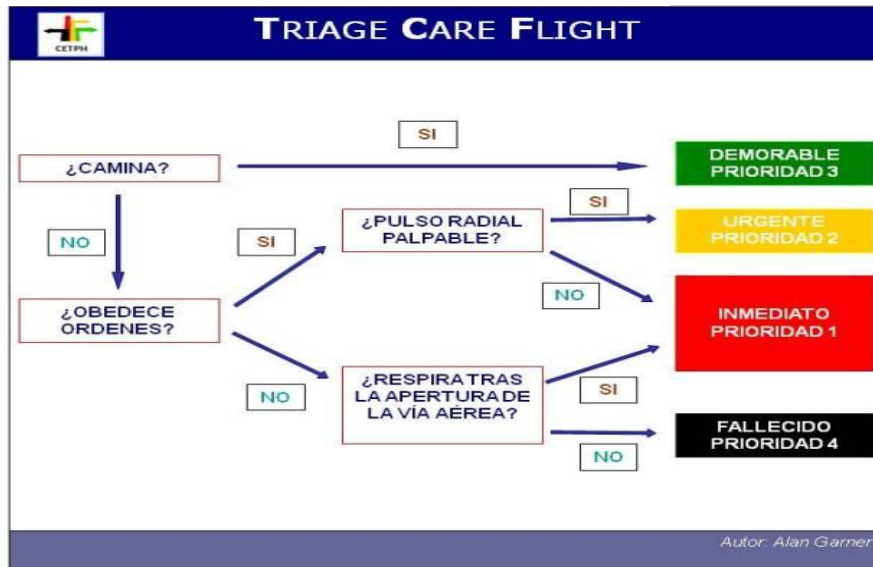 CETPH
TRIAGE CARE FLIGHT
SI
¿CAMINA?
DEMORABLE
PRIORIDAD 3
NO
SI
¿PULSO RADIAL
PALPABLE?
SI
URGENTE
PRIORIDAD 2
NO
¿OBEDECE
ORDENES?
INMEDIATO
PRIORIDAD 1
NO
¿RESPIRA TRAS
LA APERTURA DE
LA VÍA AÉREA?
SI
NO
FALLECIDO
PRIORIDAD 4
Autor: Alan Garner